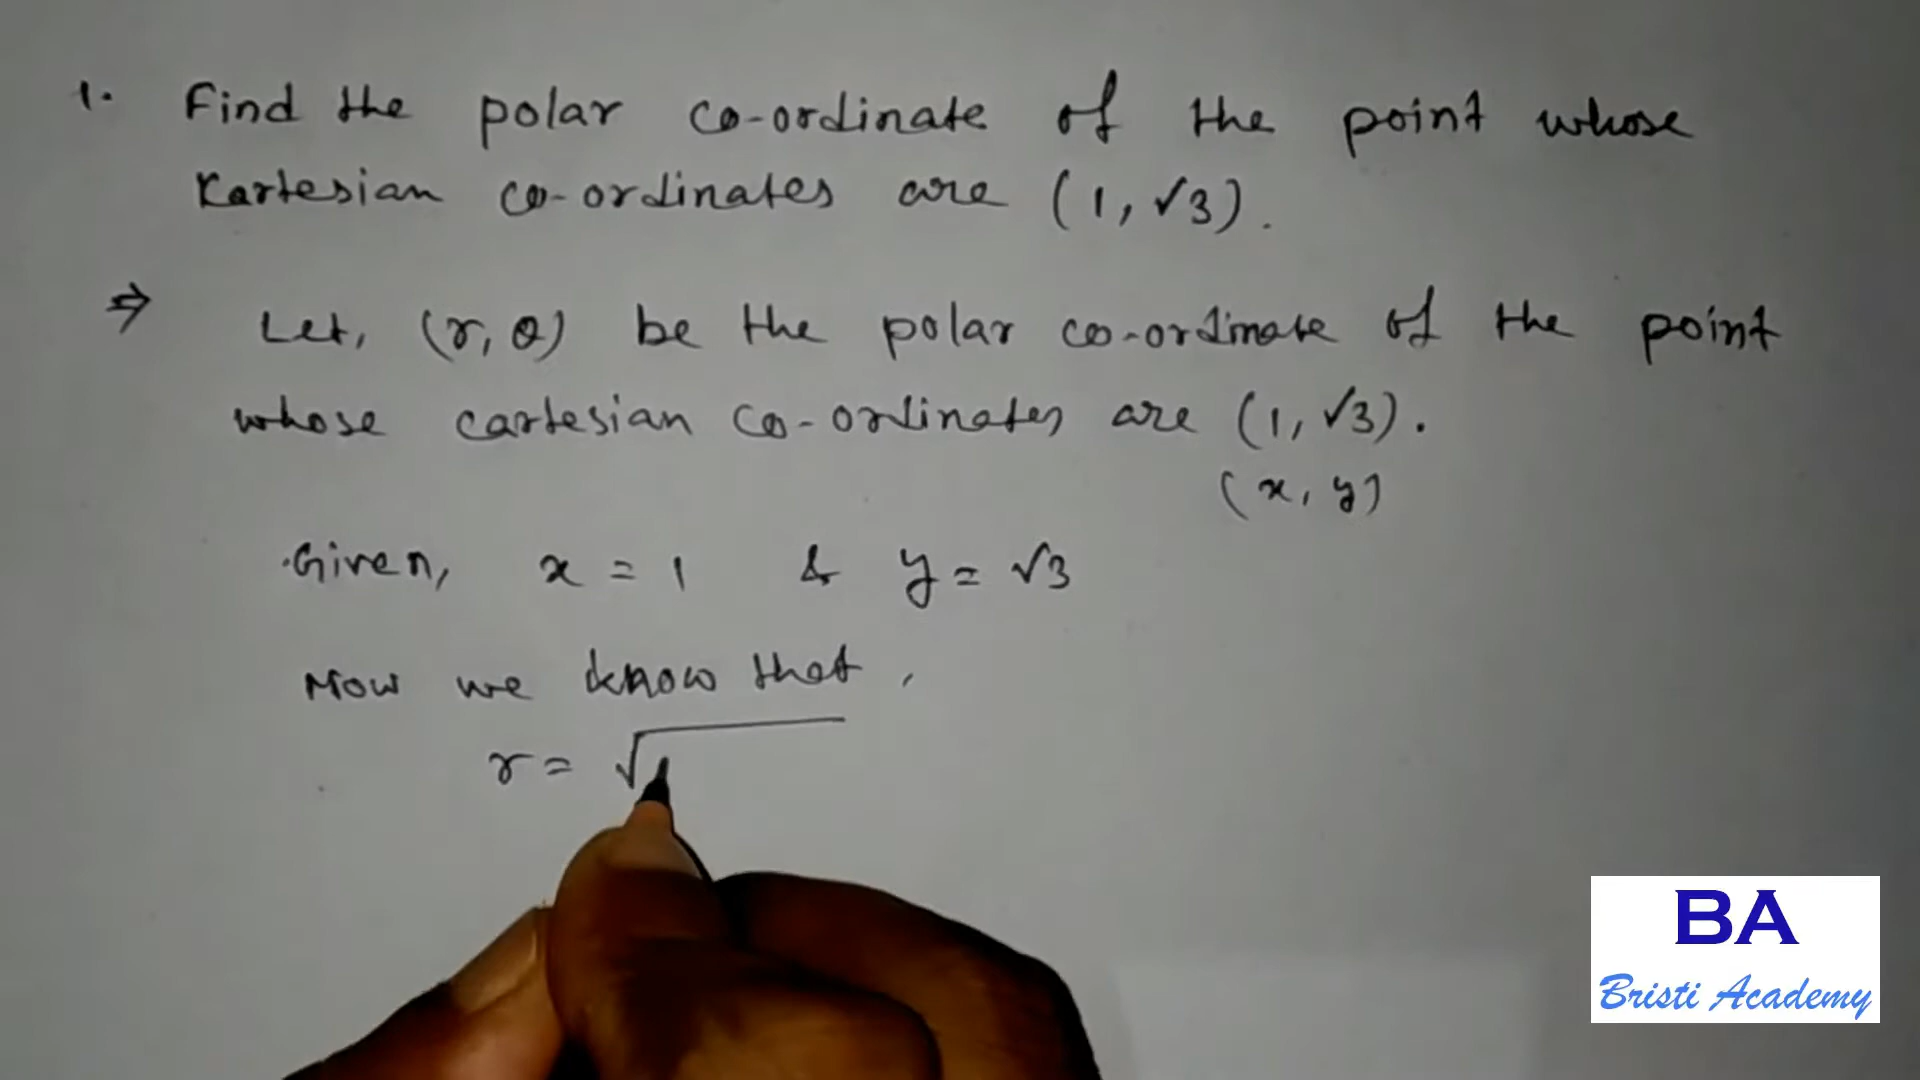 1. Find the polar co-ordinate of the point whose
Kartesian co-ordinates are (1, √3).
⇒ Let, (r, θ) be the polar co-ordinate of the point
whose cartesian co-ordinates are (1, √3).
(x, y)
Given, x = 1 & y = √3
Now we know that,
r = √
BA
Bristi Academy